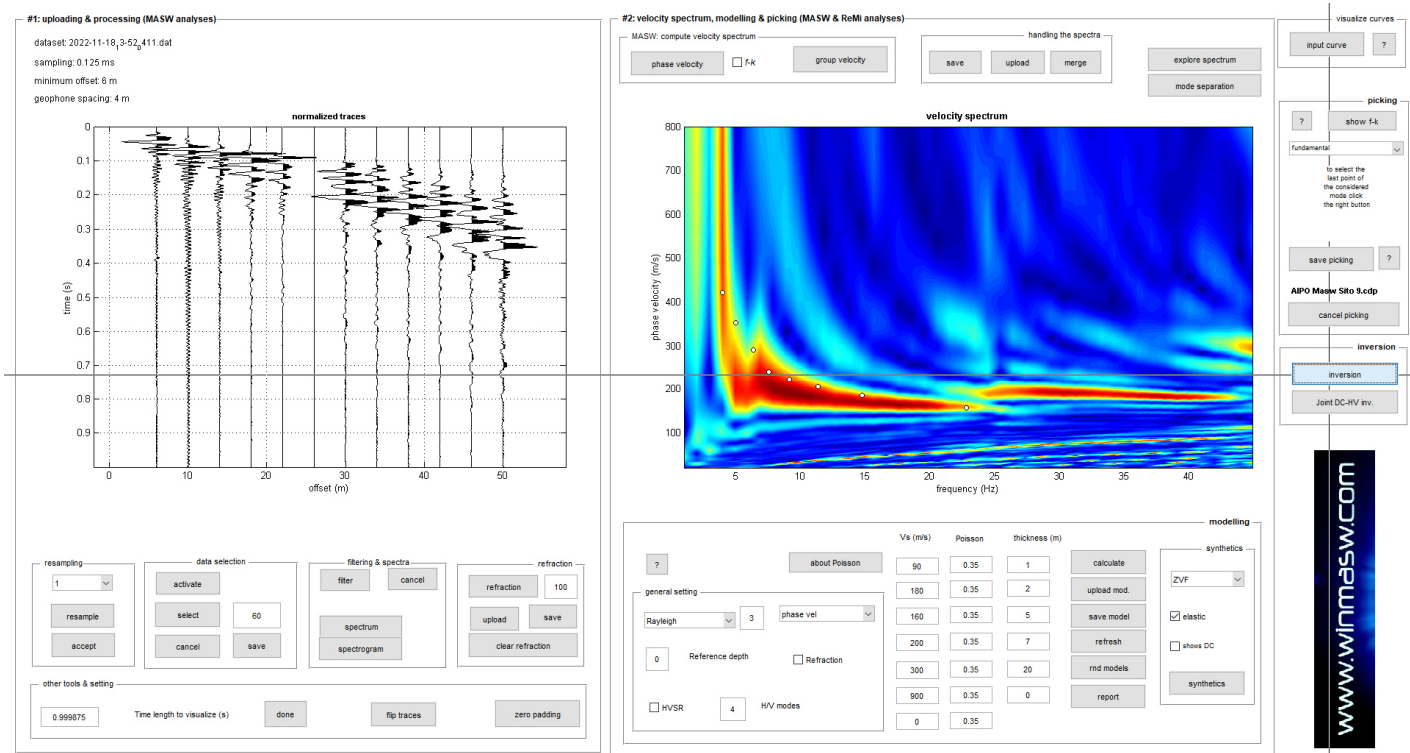 #1: uploading & processing (MASW analyses)
dataset: 2022-11-18,3-52,411.dat
sampling: 0.125 ms
minimum offset: 6 m
geophone spacing: 4 m
normalized traces
0
0.1
0.2
0.3
0.4
0.5
0.6
0.7
0.8
0.9
time (s)
0 10 20 30 40 50
offset (m)
resampling
1
resample
accept
data selection
activate
select 60
cancel save
filtering & spectra
filter cancel
spectrum
spectrogram
refraction
refraction 100
upload save
clear refraction
other tools & setting
0.999875 Time length to visualize (s) done flip traces zero padding
#2: velocity spectrum, modelling & picking (MASW & ReMi analyses)
MASW: compute velocity spectrum
phase velocity f-k group velocity
handling the spectra
save upload merge
explore spectrum
mode separation
velocity spectrum
800
700
600
500
400
300
200
100
phase velocity (m/s)
5 10 15 20 25 30 35 40
frequency (Hz)
modelling
? about Poisson
general setting
Rayleigh 3 phase vel
0 Reference depth Refraction
HVSR 4 H/V modes
Vs (m/s) Poisson thickness (m)
90 0.35 1
180 0.35 2
160 0.35 5
200 0.35 7
300 0.35 20
900 0.35 0
0 0.35
calculate
upload mod.
save model
refresh
rnd models
report
synthetics
ZVF
elastic
shows DC
synthetics
visualize curves
input curve ?
picking
? show f-k
fundamental
to select the
last point of
the considered
mode click
the right button
save picking ?
AIPO Masw Sito 9.cdp
cancel picking
inversion
inversion
Joint DC-HV inv.
www.winmasw.com